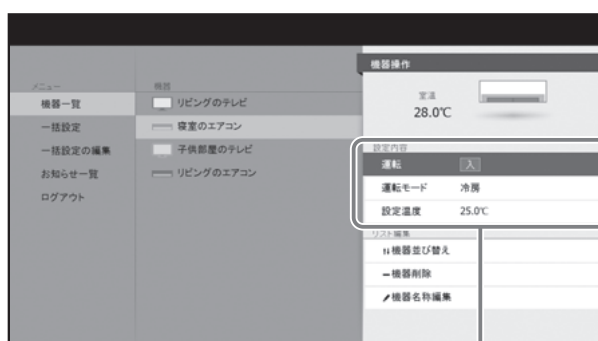 メニュー
機器一覧
一括設定
一括設定の編集
お知らせ一覧
ログアウト
機器
リビングのテレビ
寝室のエアコン
子供部屋のテレビ
リビングのエアコン
機器操作
室温
28.0℃
設定内容
運転 入
運転モード 冷房
設定温度 25.0℃
リスト編集
機器並び替え
機器削除
機器名称編集